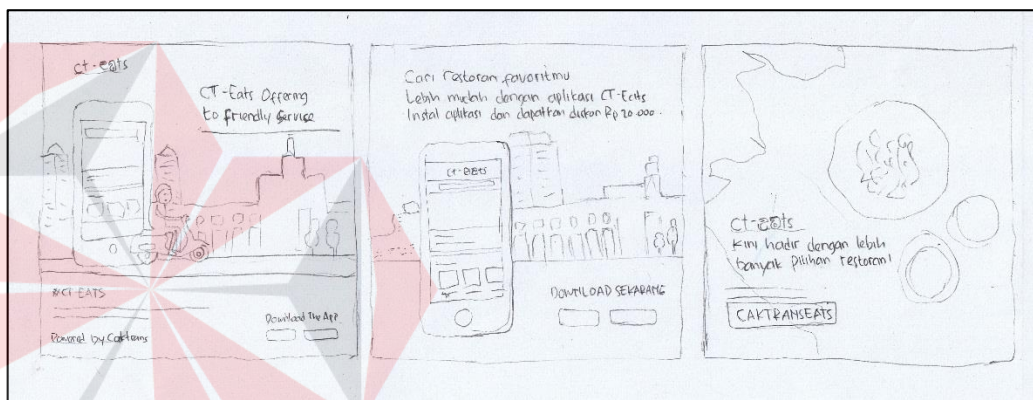 ct-eats
CT-Eats Offering
to friendly service
#CT EATS
Powered by Caktrans
Download The App
Cari restoran favoritmu
Lebih mudah dengan aplikasi CT-Eats
Instal aplikasi dan dapatkan diskon Rp 20.000.
CT-EATS
DOWNLOAD SEKARANG
ct-eats
Kini hadir dengan lebih
banyak pilihan restoran!
CAKTRANSEATS